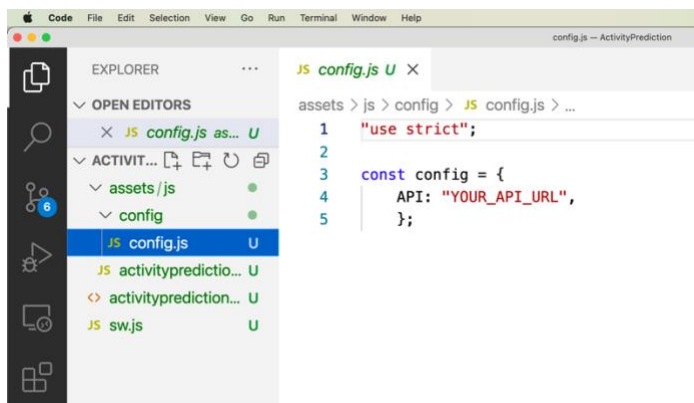 Code File Edit Selection View Go Run Terminal Window Help
config.js — ActivityPrediction
EXPLORER ...
JS config.js U ×
OPEN EDITORS
assets > js > config > JS config.js > ...
× JS config.js as... U
1 "use strict";
ACTIVIT...
2
assets/js
3 const config = {
config
4 API: "YOUR_API_URL",
JS config.js U
5 };
6
JS activitypredictio... U
<> activityprediction... U
JS sw.js U